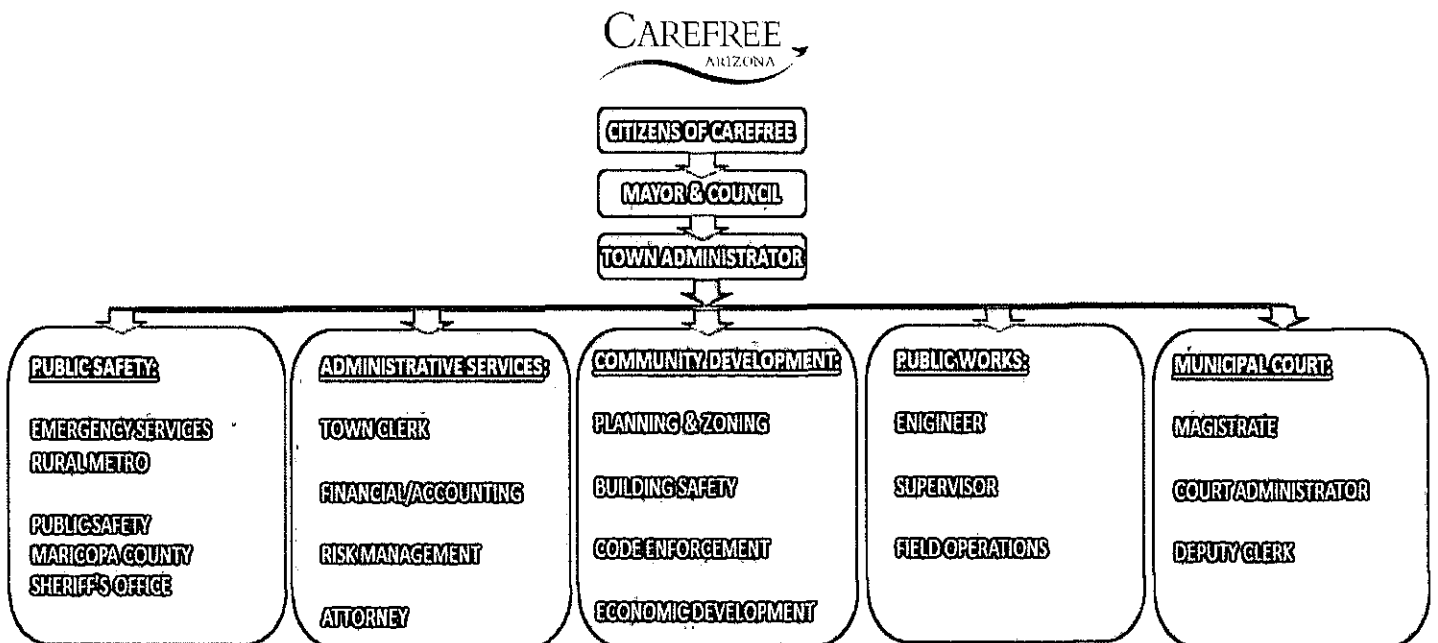 CAREFREE
ARIZONA
CITIZENS OF CAREFREE
MAYOR & COUNCIL
TOWN ADMINISTRATOR
PUBLIC SAFETY:
EMERGENCY SERVICES
RURAL METRO
PUBLIC SAFETY
MARICOPA COUNTY
SHERIFF'S OFFICE
ADMINISTRATIVE SERVICES:
TOWN CLERK
FINANCIAL/ACCOUNTING
RISK MANAGEMENT
ATTORNEY
COMMUNITY DEVELOPMENT:
PLANNING & ZONING
BUILDING SAFETY
CODE ENFORCEMENT
ECONOMIC DEVELOPMENT
PUBLIC WORKS:
ENIGINEER
SUPERVISOR
FIELD OPERATIONS
MUNICIPAL COURT:
MAGISTRATE
COURT ADMINISTRATOR
DEPUTY CLERK